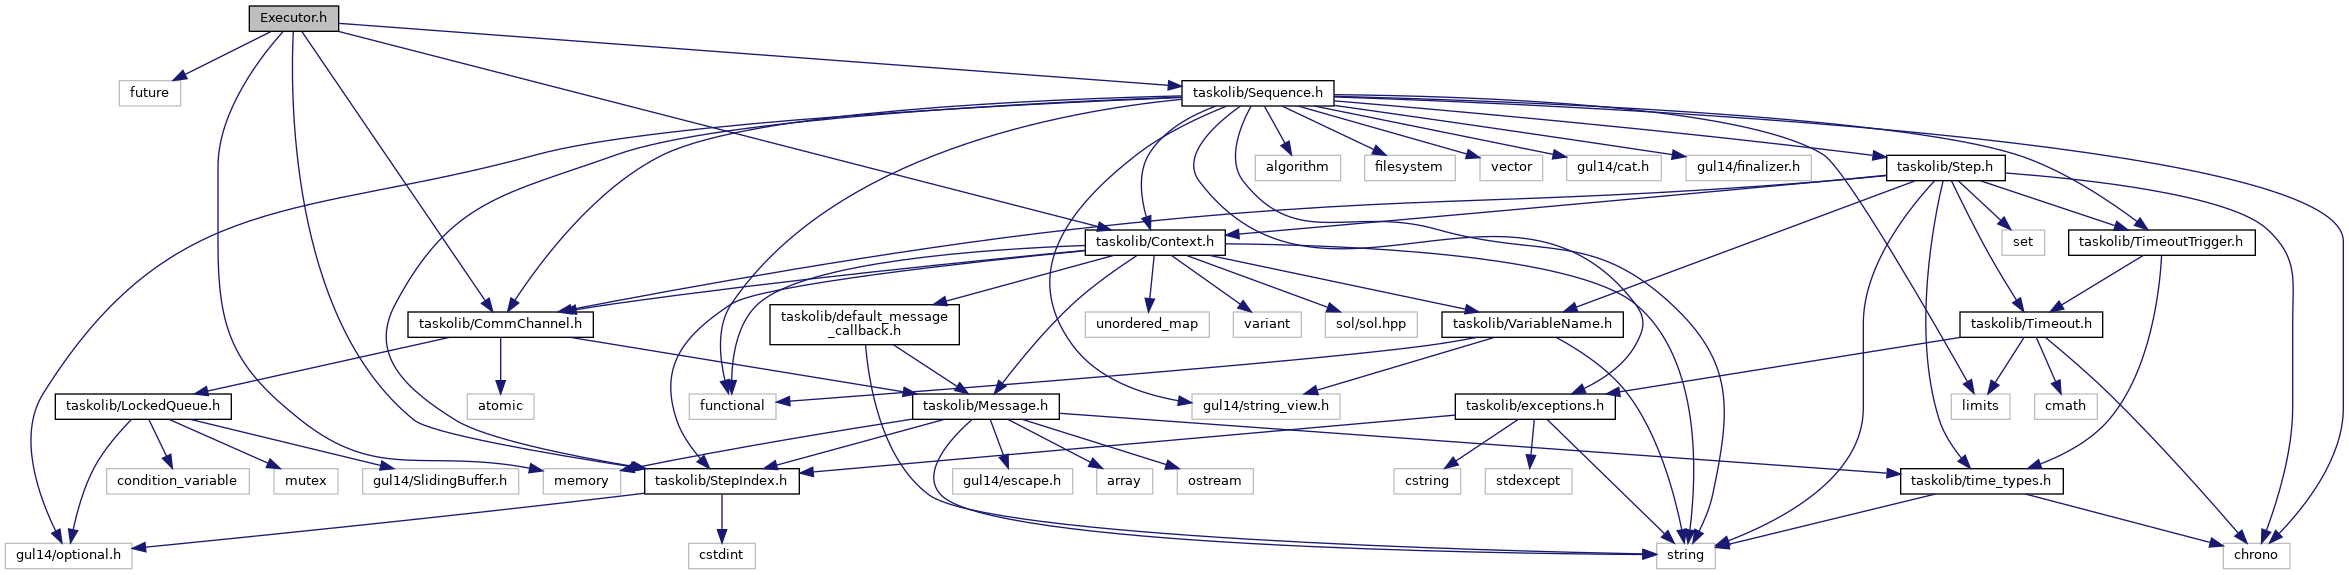 Executor.h
future
taskolib/Sequence.h
algorithm
filesystem
vector
gul14/cat.h
gul14/finalizer.h
taskolib/Step.h
taskolib/Context.h
set
taskolib/TimeoutTrigger.h
taskolib/CommChannel.h
taskolib/default_message
_callback.h
unordered_map
variant
sol/sol.hpp
taskolib/VariableName.h
taskolib/Timeout.h
taskolib/LockedQueue.h
atomic
functional
taskolib/Message.h
gul14/string_view.h
taskolib/exceptions.h
limits
cmath
condition_variable
mutex
gul14/SlidingBuffer.h
memory
taskolib/StepIndex.h
gul14/escape.h
array
ostream
cstring
stdexcept
taskolib/time_types.h
gul14/optional.h
cstdint
string
chrono